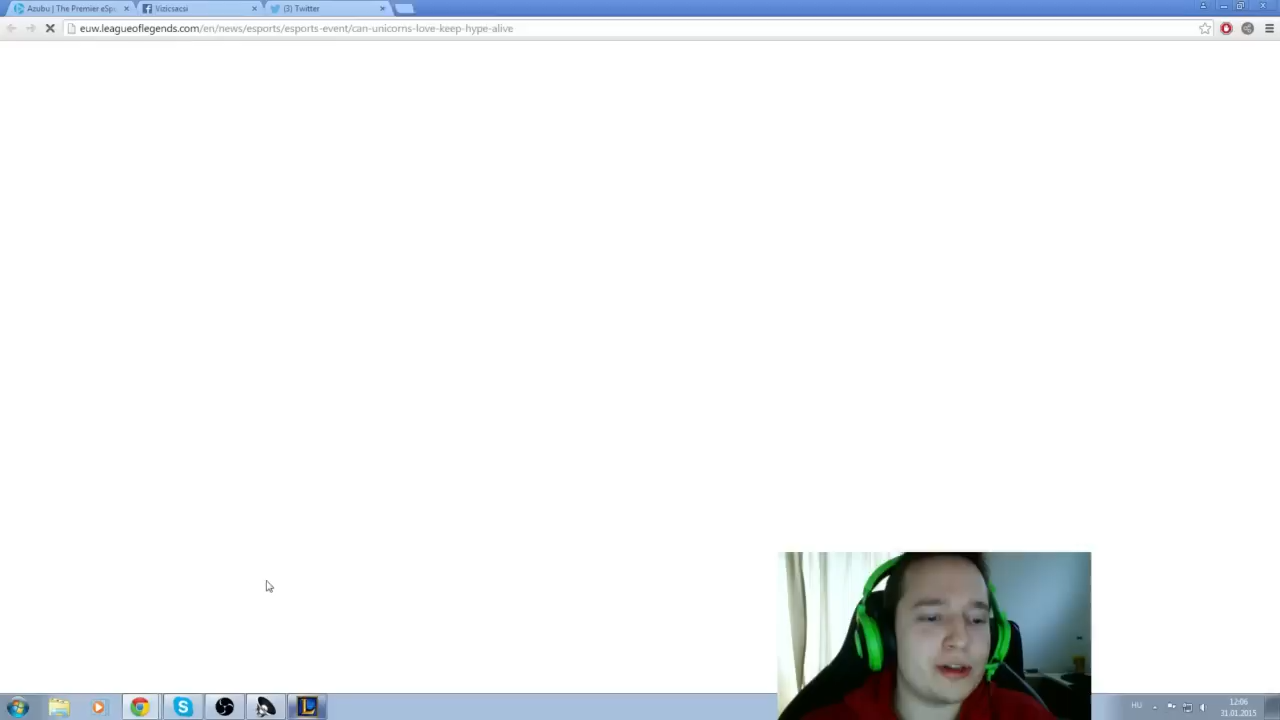 Azubu | The Premier eSp
Vizicsacsi
(3) Twitter
euw.leagueoflegends.com/en/news/esports/esports-event/can-unicorns-love-keep-hype-alive
HU
12:06
31.01.2015